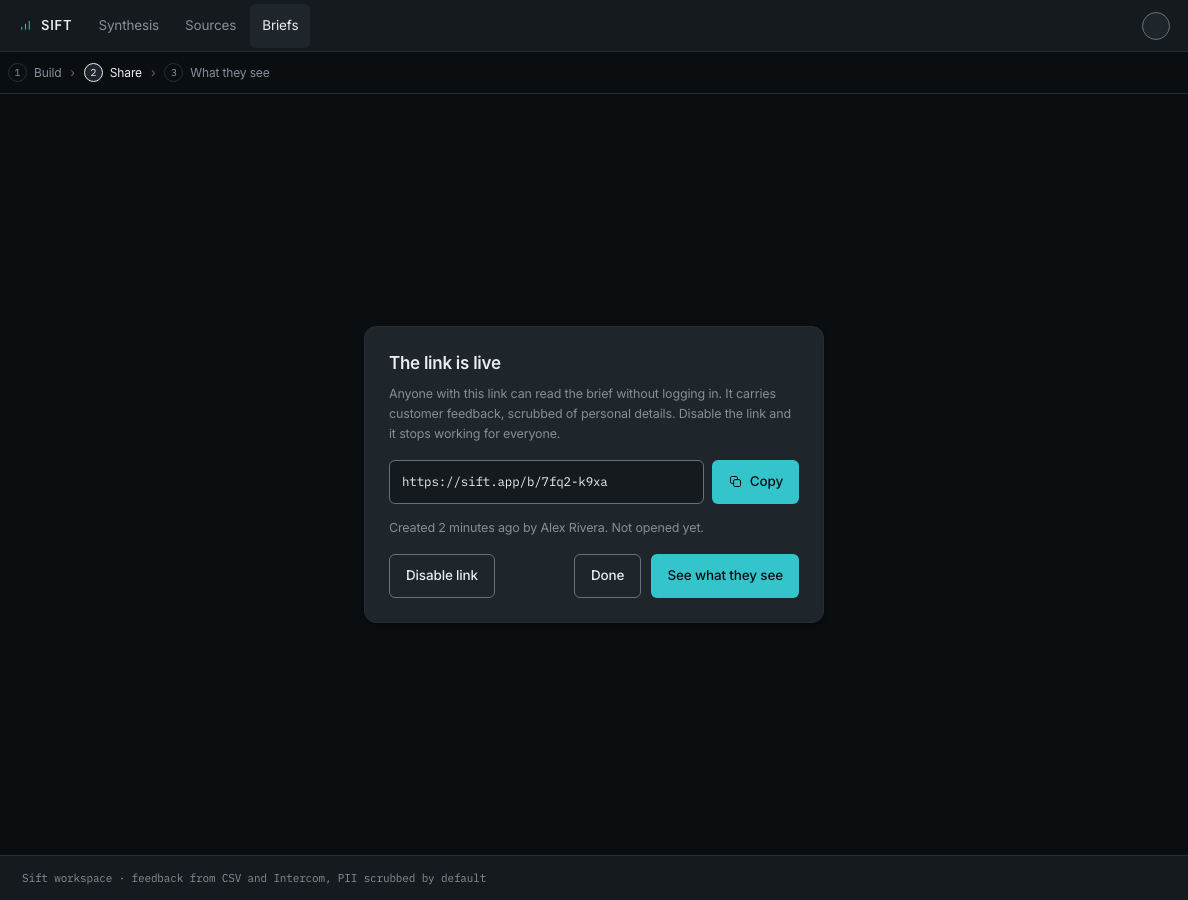 SIFT Synthesis Sources Briefs
1 Build › 2 Share › 3 What they see
The link is live
Anyone with this link can read the brief without logging in. It carries
customer feedback, scrubbed of personal details. Disable the link and
it stops working for everyone.
https://sift.app/b/7fq2-k9xa Copy
Created 2 minutes ago by Alex Rivera. Not opened yet.
Disable link Done See what they see
Sift workspace · feedback from CSV and Intercom, PII scrubbed by default